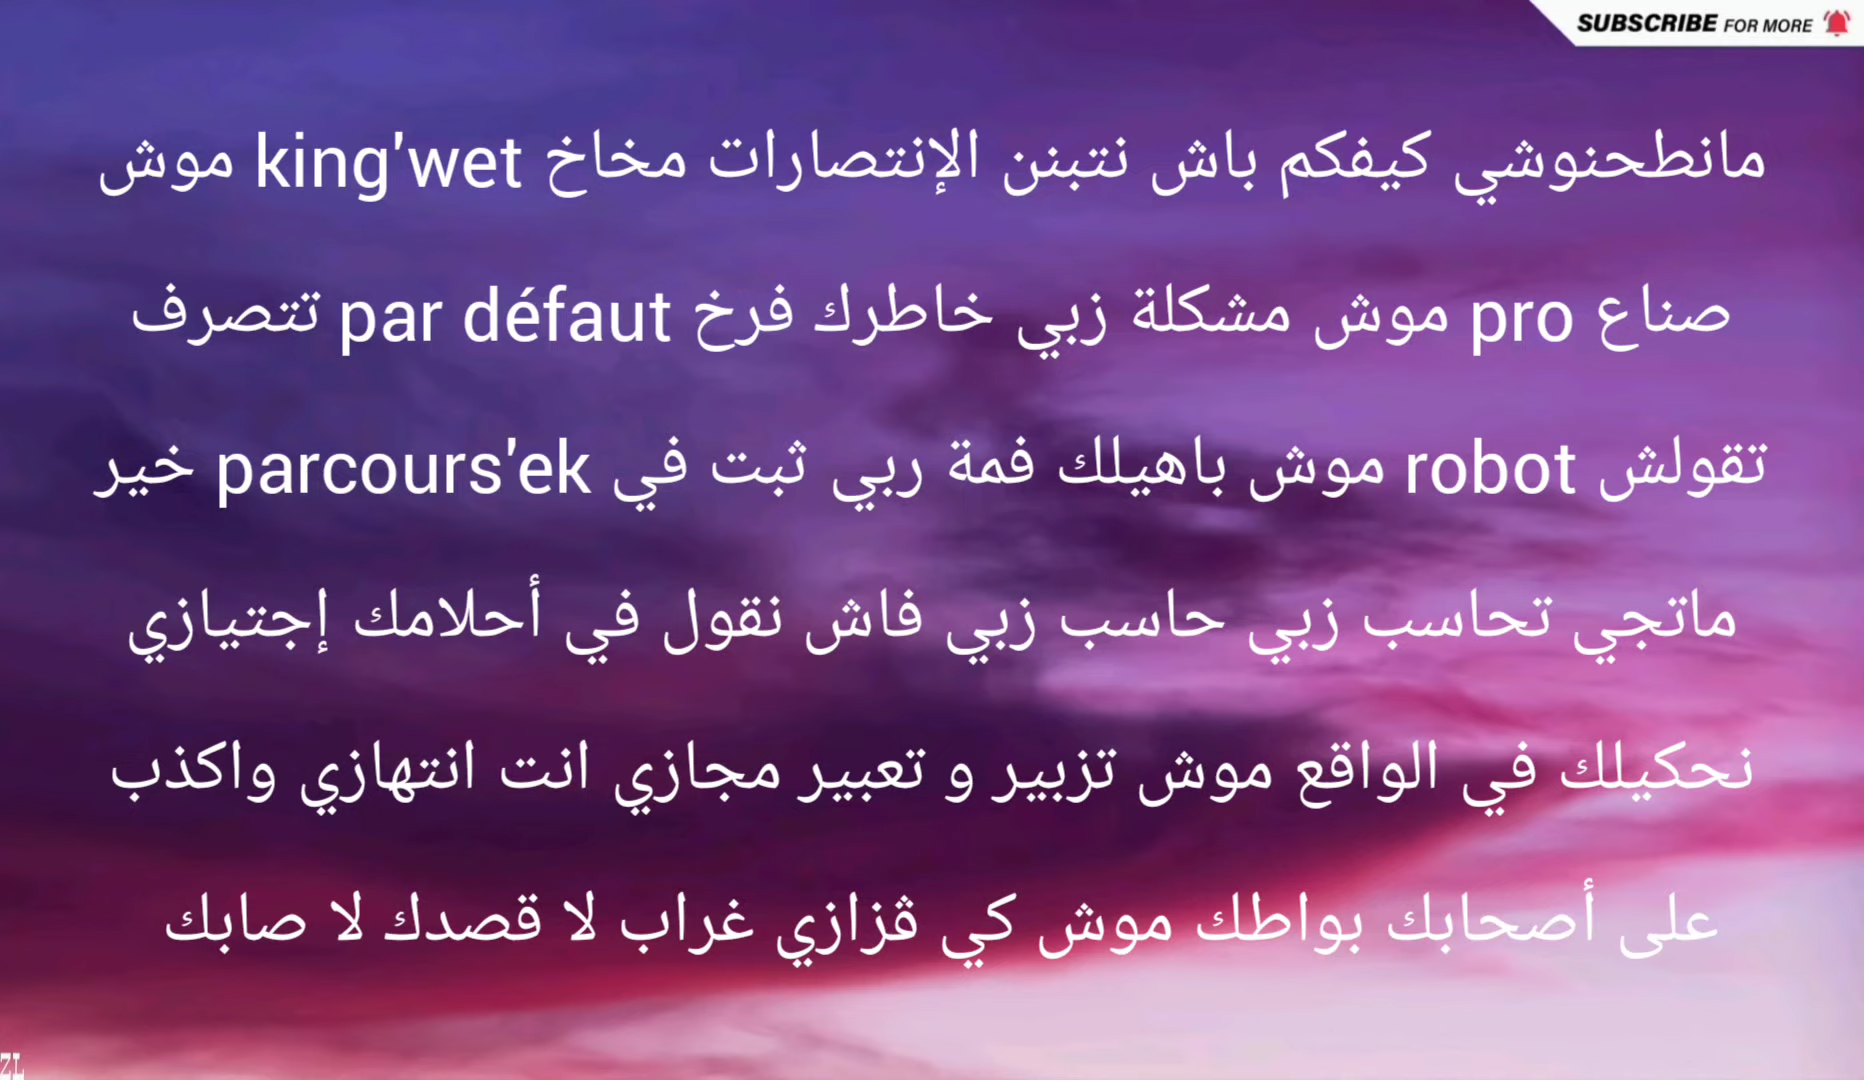 SUBSCRIBE FOR MORE
مانطحنوشي كيفكم باش نتبنن الإنتصارات مخاخ king'wet موش
صناع pro موش مشكلة زبي خاطرك فرخ par défaut تتصرف
تقولش robot موش باهيلك فمة ربي ثبت في parcours'ek خير
ماتجي تحاسب زبي حاسب زبي فاش نقول في أحلامك إجتيازي
نحكيلك في الواقع موش تزبير و تعبير مجازي انت انتهازي واكذب
على أصحابك بواطك موش كي ڨزازي غراب لا قصدك لا صابك
ZL